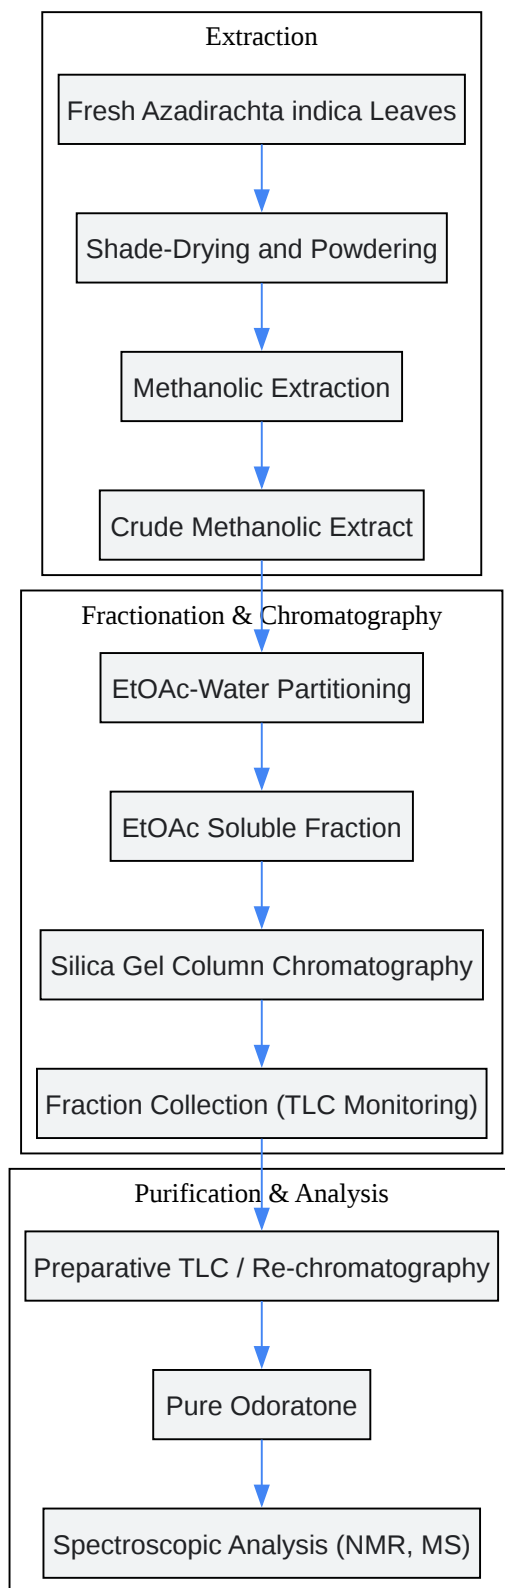 Extraction
Fresh Azadirachta indica Leaves
Shade-Drying and Powdering
Methanolic Extraction
Crude Methanolic Extract
Fractionation & Chromatography
EtOAc-Water Partitioning
EtOAc Soluble Fraction
Silica Gel Column Chromatography
Fraction Collection (TLC Monitoring)
Purification & Analysis
Preparative TLC / Re-chromatography
Pure Odoratone
Spectroscopic Analysis (NMR, MS)